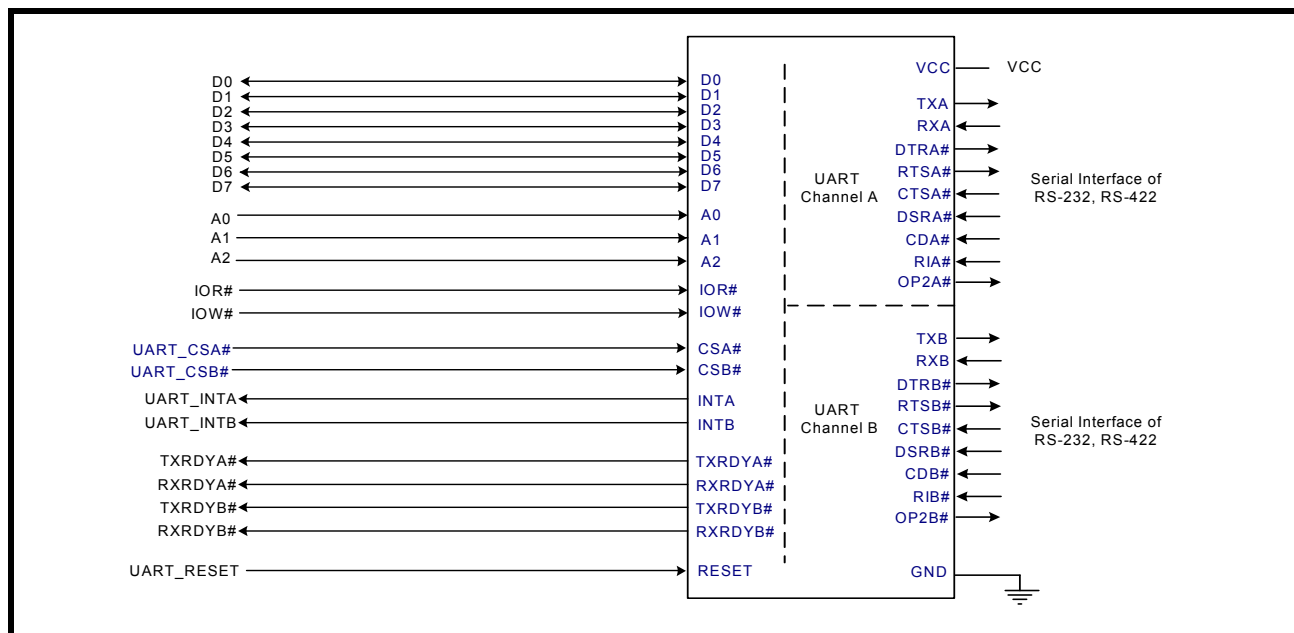 D0
D1
D2
D3
D4
D5
D6
D7
A0
A1
A2
IOR#
IOW#
UART_CSA#
UART_CSB#
UART_INTA
UART_INTB
TXRDYA#
RXRDYA#
TXRDYB#
RXRDYB#
UART_RESET
D0
D1
D2
D3
D4
D5
D6
D7
A0
A1
A2
IOR#
IOW#
CSA#
CSB#
INTA
INTB
TXRDYA#
RXRDYA#
TXRDYB#
RXRDYB#
RESET
UART
Channel A
UART
Channel B
VCC
TXA
RXA
DTRA#
RTSA#
CTSA#
DSRA#
CDA#
RIA#
OP2A#
TXB
RXB
DTRB#
RTSB#
CTSB#
DSRB#
CDB#
RIB#
OP2B#
GND
VCC
Serial Interface of
RS-232, RS-422
Serial Interface of
RS-232, RS-422